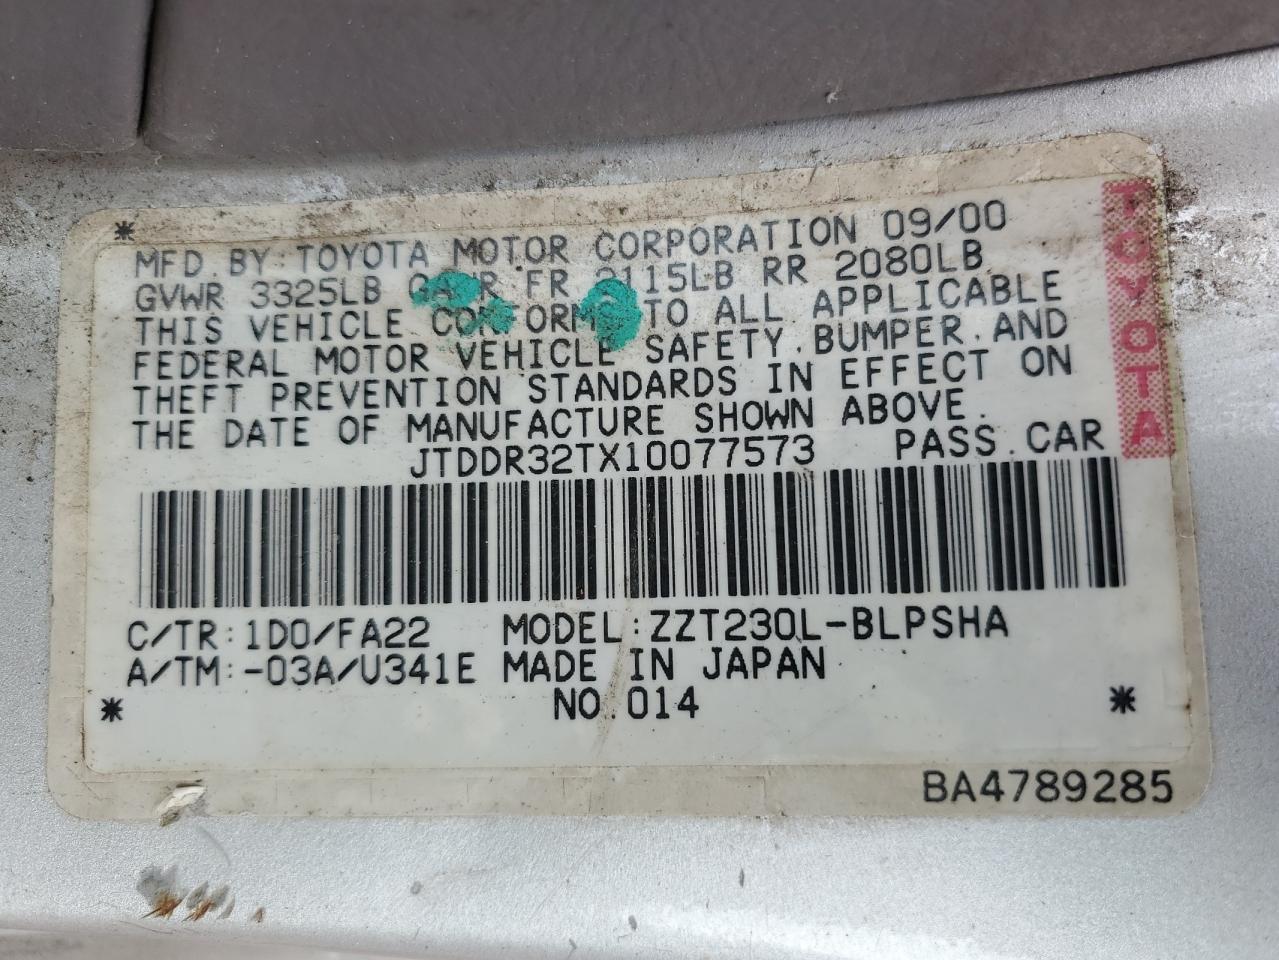 MFD.BY:TOYOTA MOTOR CORPORATION 09/00
GVWR 3325LB GAWR FR 2115LB RR 2080LB
THIS VEHICLE CONFORMS TO ALL APPLICABLE
FEDERAL MOTOR VEHICLE SAFETY,BUMPER,AND
THEFT PREVENTION STANDARDS IN EFFECT ON
THE DATE OF MANUFACTURE SHOWN ABOVE.
JTDDR32TX10077573 PASS.CAR
TOYOTA
C/TR:1D0/FA22 MODEL:ZZT230L-BLPSHA
A/TM:-03A/U341E MADE IN JAPAN
NO.014
BA4789285